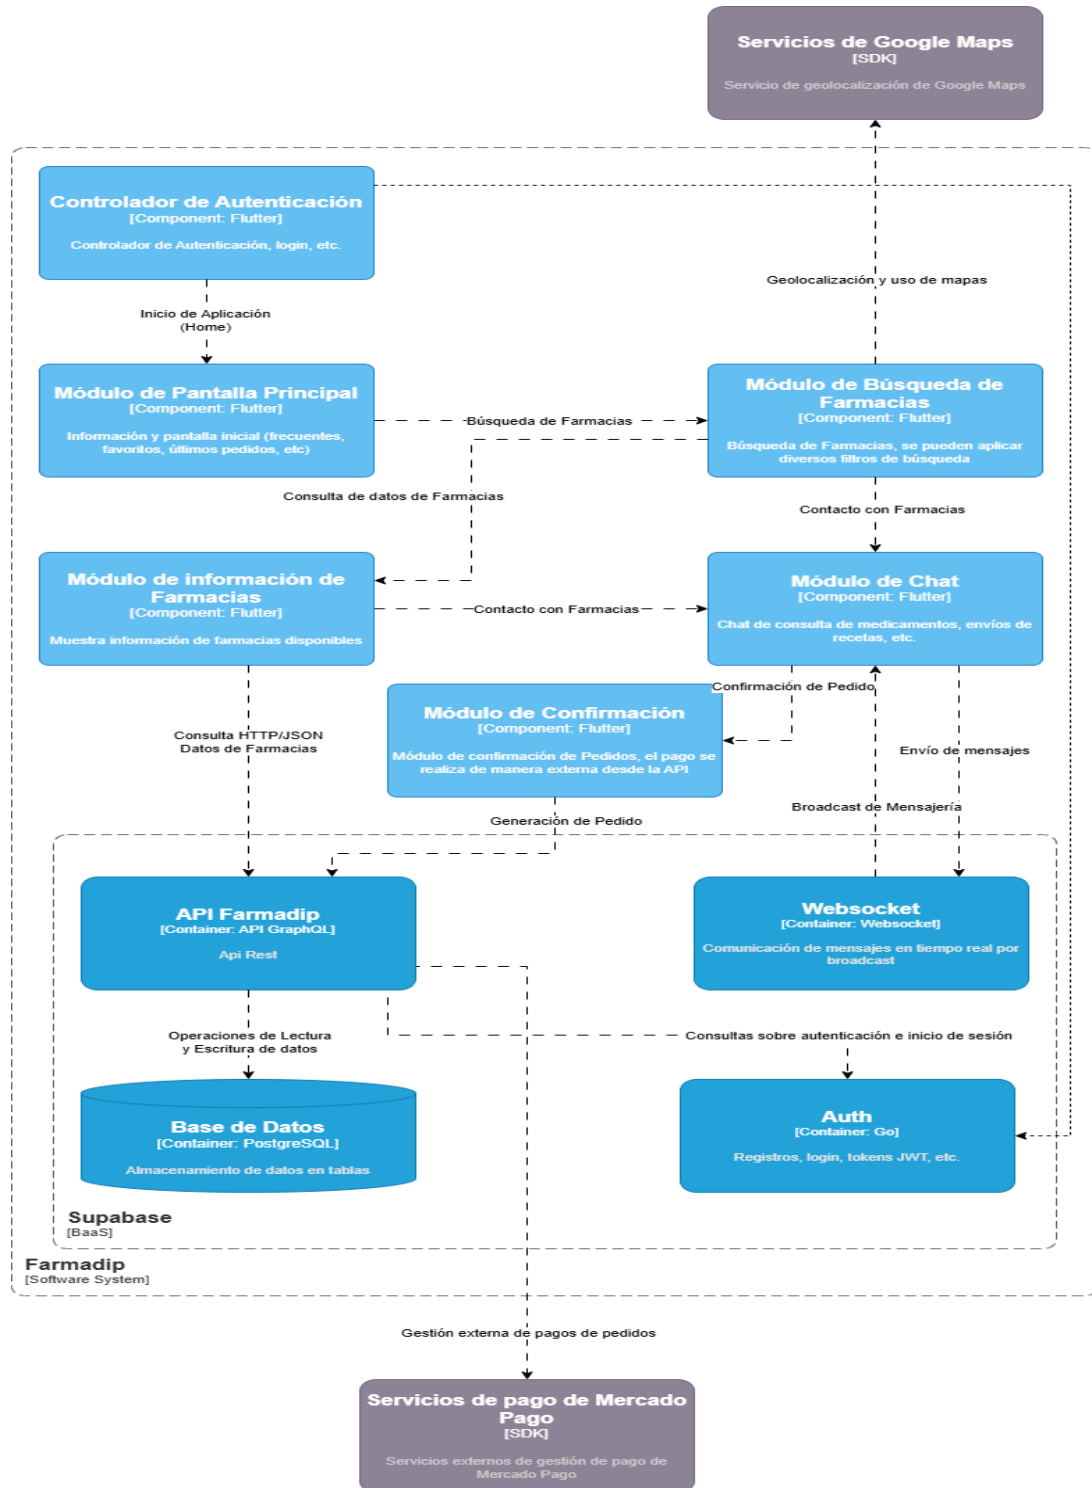 Servicios de Google Maps
[SDK]
Servicio de geolocalización de Google Maps
Controlador de Autenticación
[Component: Flutter]
Controlador de Autenticación, login, etc.
Geolocalización y uso de mapas
Inicio de Aplicación
(Home)
Módulo de Pantalla Principal
[Component: Flutter]
Información y pantalla inicial (frecuentes,
favoritos, últimos pedidos, etc)
Búsqueda de Farmacias
Módulo de Búsqueda de
Farmacias
[Component: Flutter]
Búsqueda de Farmacias, se pueden aplicar
diversos filtros de búsqueda
Consulta de datos de Farmacias
Contacto con Farmacias
Módulo de información de
Farmacias
[Component: Flutter]
Muestra información de farmacias disponibles
Contacto con Farmacias
Módulo de Chat
[Component: Flutter]
Chat de consulta de medicamentos, envíos de
recetas, etc.
Confirmación de Pedido
Módulo de Confirmación
[Component: Flutter]
Módulo de confirmación de Pedidos, el pago se
realiza de manera externa desde la API
Consulta HTTP/JSON
Datos de Farmacias
Envío de mensajes
Broadcast de Mensajería
Generación de Pedido
API Farmadip
[Container: API GraphQL]
Api Rest
Websocket
[Container: Websocket]
Comunicación de mensajes en tiempo real por
broadcast
Operaciones de Lectura
y Escritura de datos
Consultas sobre autenticación e inicio de sesión
Base de Datos
[Container: PostgreSQL]
Almacenamiento de datos en tablas
Auth
[Container: Go]
Registros, login, tokens JWT, etc.
Supabase
[BaaS]
Farmadip
[Software System]
Gestión externa de pagos de pedidos
Servicios de pago de Mercado
Pago
[SDK]
Servicios externos de gestión de pago de
Mercado Pago